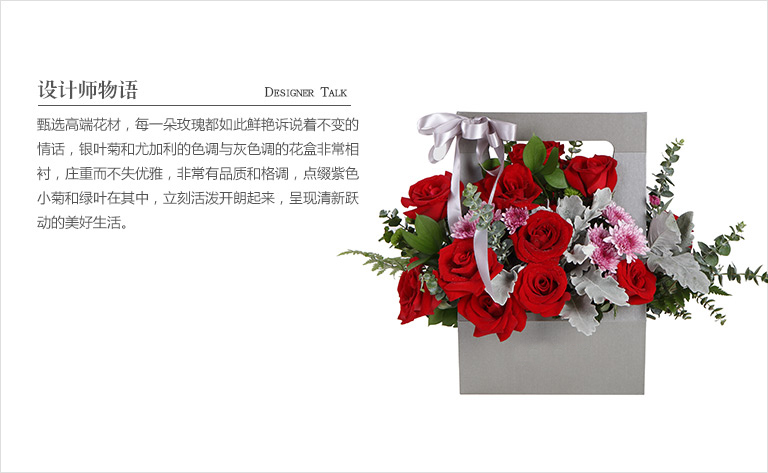 设计师物语 DESIGNER TALK
甄选高端花材，每一朵玫瑰都如此鲜艳诉说着不变的
情话，银叶菊和尤加利的色调与灰色调的花盒非常相
衬，庄重而不失优雅，非常有品质和格调，点缀紫色
小菊和绿叶在其中，立刻活泼开朗起来，呈现清新跃
动的美好生活。